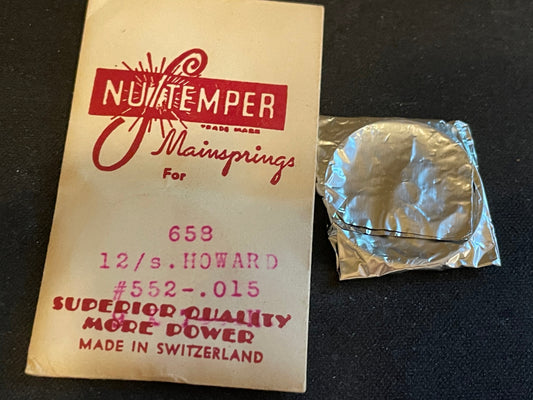 NU TEMPER
TRADE MARK
Mainsprings
For
658
12/s.HOWARD
#552-.015
SUPERIOR QUALITY
MORE POWER
MADE IN SWITZERLAND